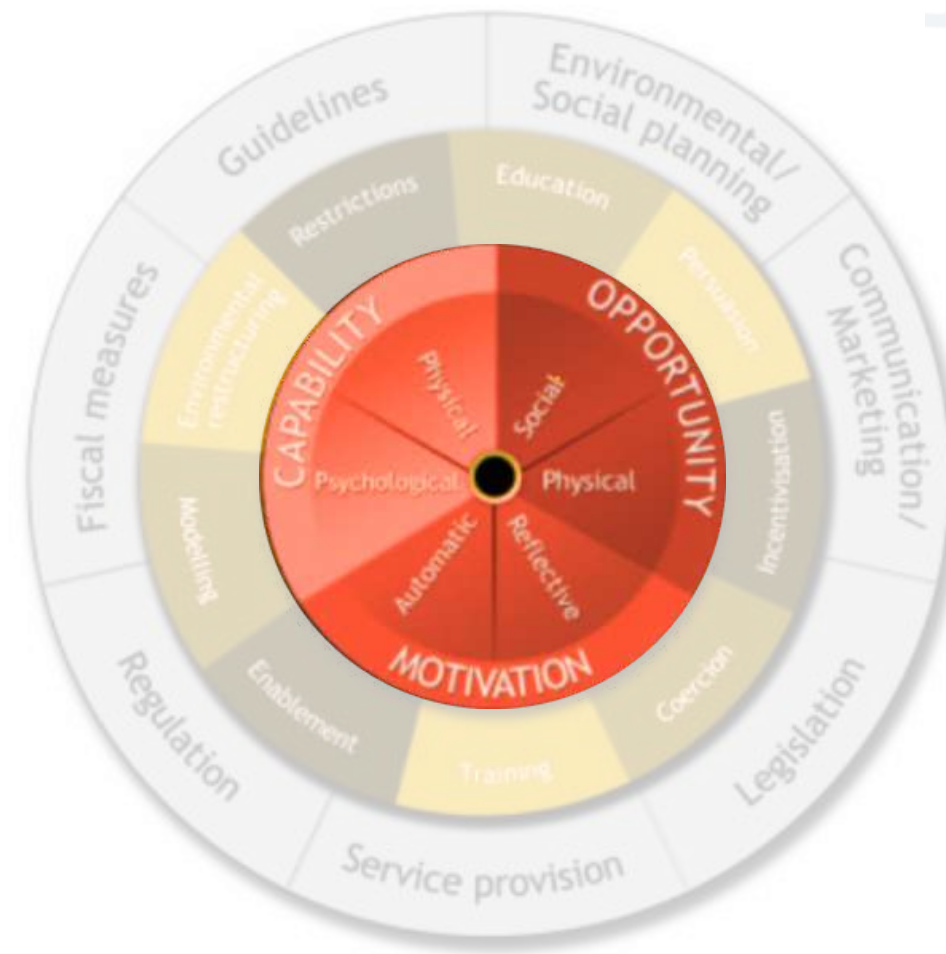 Environmental/
Social planning
Communication/
Marketing
Legislation
Service provision
Regulation
Fiscal measures
Guidelines
Education
Persuasion
Incentivisation
Coercion
Training
Enablement
Modelling
Environmental
restructuring
Restrictions
CAPABILITY
Physical
Psychological
OPPORTUNITY
Social
Physical
MOTIVATION
Automatic
Reflective